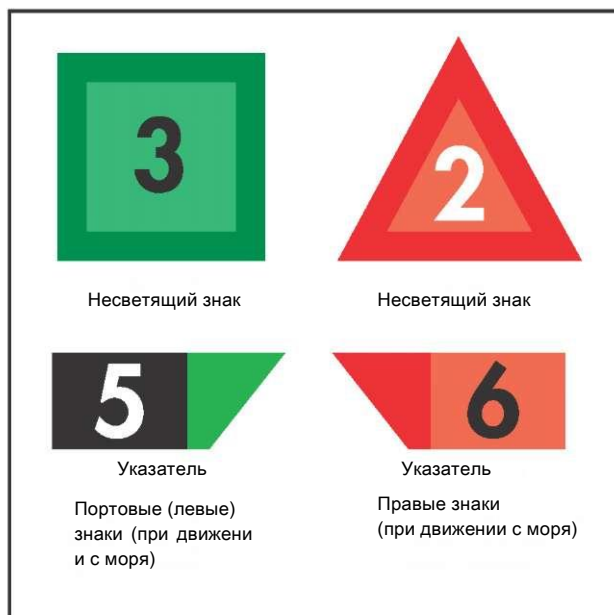 3
2
Несветящий знак
Несветящий знак
5
6
Указатель
Указатель
Портовые (левые)
знаки (при движени
и с моря)
Правые знаки
(при движении с моря)